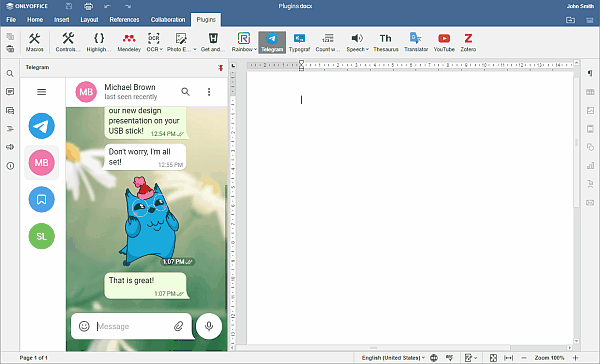 ONLYOFFICE
Plugins.docx
John Smith
File Home Insert Layout References Collaboration Plugins
Macros Controls... Highligh... Mendeley OCR Photo E... Get and... Rainbow Telegram Typograf Count w... Speech Thesaurus Translator YouTube Zotero
Telegram
MB
Michael Brown
last seen recently
our new design
presentation on your
USB stick!
12:54 PM
Don't worry, I'm all
set!
12:55 PM
MB
SL
1:07 PM
That is great!
1:07 PM
Message
Page 1 of 1
English (United States)
Zoom 100%